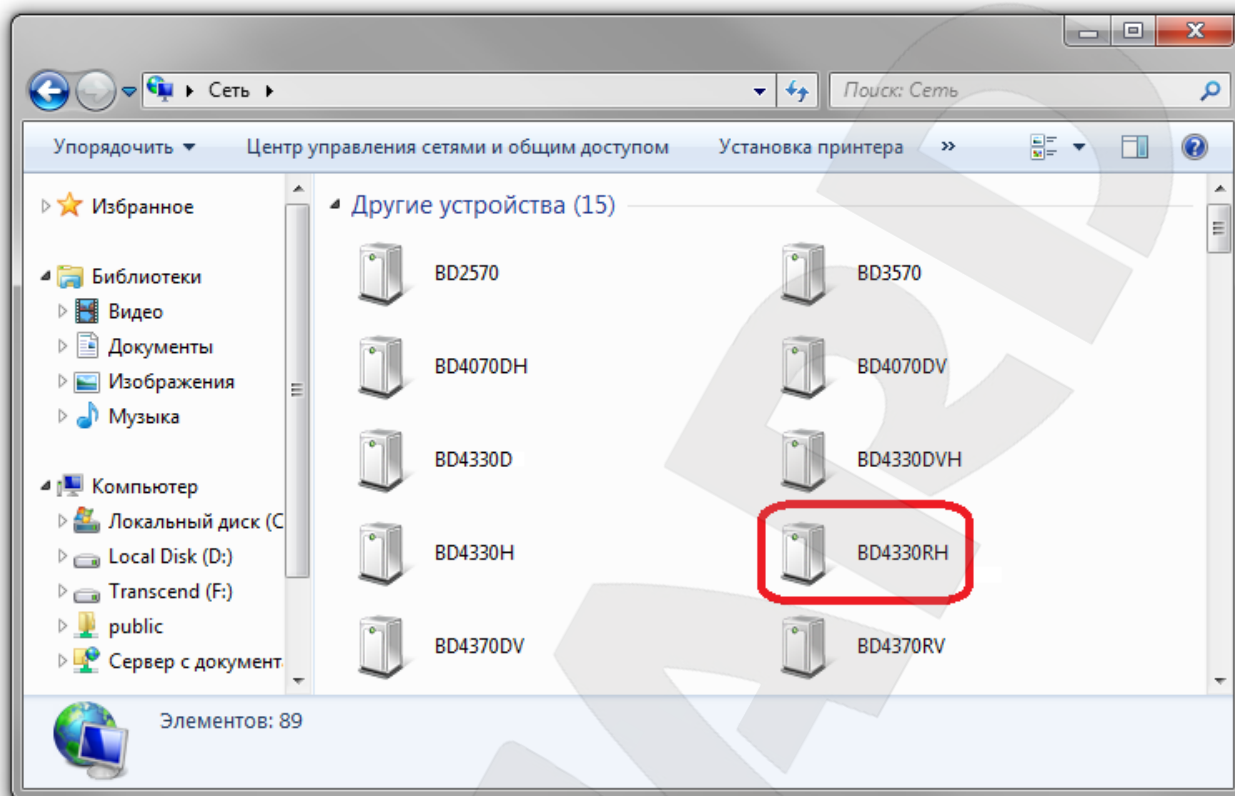 Сеть
Поиск: Сеть
Упорядочить Центр управления сетями и общим доступом Установка принтера »
Избранное
Библиотеки
Видео
Документы
Изображения
Музыка
Компьютер
Локальный диск (C
Local Disk (D:)
Transcend (F:)
public
Сервер с документ
Другие устройства (15)
BD2570 BD3570
BD4070DH BD4070DV
BD4330D BD4330DVH
BD4330H BD4330RH
BD4370DV BD4370RV
Элементов: 89